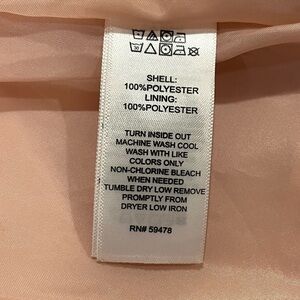 SHELL:
100%POLYESTER
LINING:
100%POLYESTER
TURN INSIDE OUT
MACHINE WASH COOL
WASH WITH LIKE
COLORS ONLY
NON-CHLORINE BLEACH
WHEN NEEDED
TUMBLE DRY LOW REMOVE
PROMPTLY FROM
DRYER LOW IRON
RN# 59478